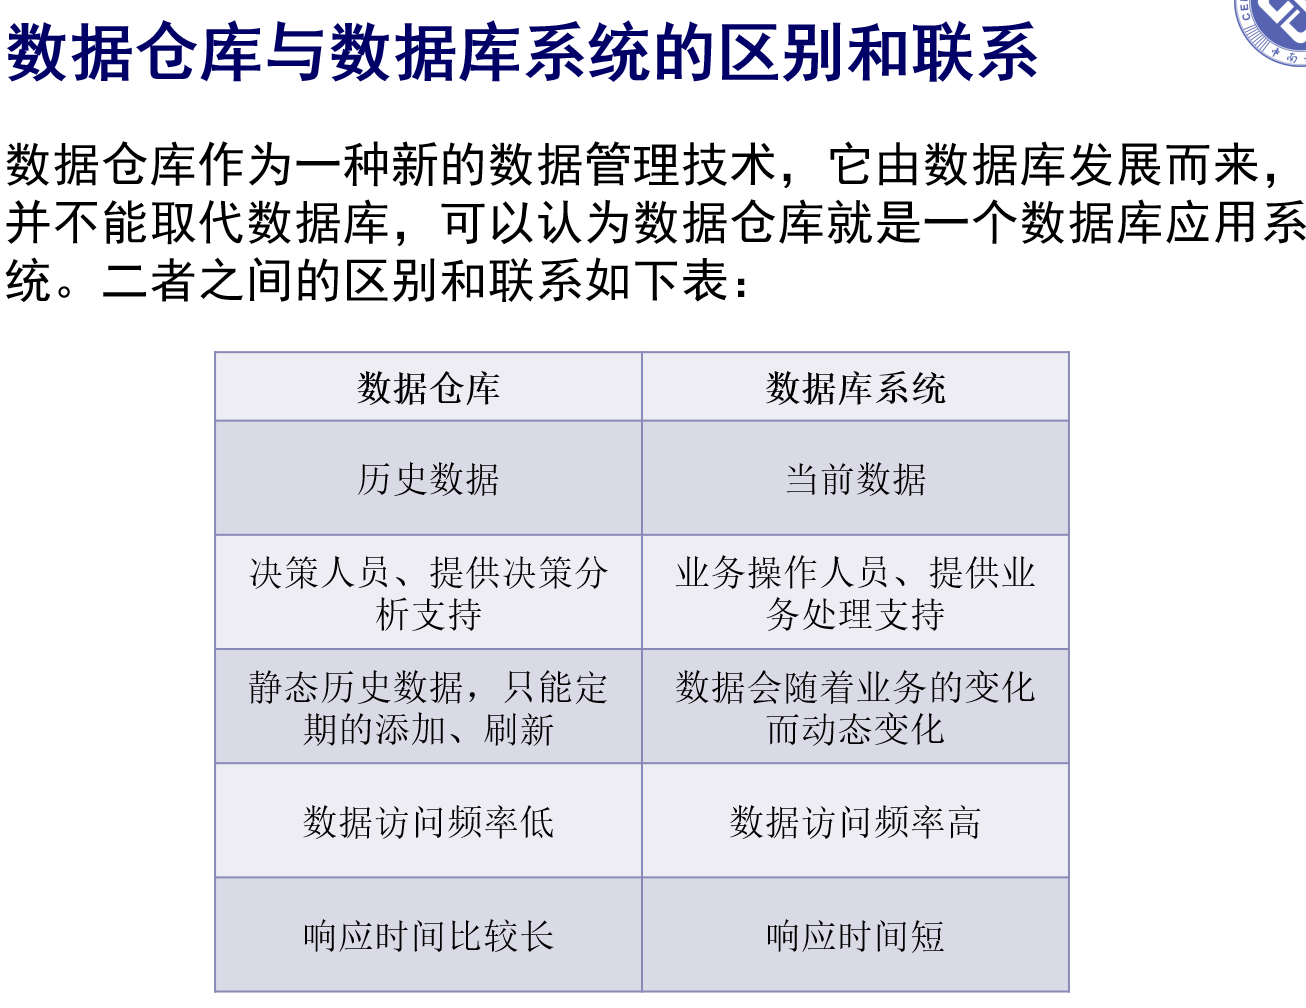 数据仓库与数据库系统的区别和联系
数据仓库作为一种新的数据管理技术，它由数据库发展而来，
并不能取代数据库，可以认为数据仓库就是一个数据库应用系
统。二者之间的区别和联系如下表：
数据仓库
数据库系统
历史数据
当前数据
决策人员、提供决策分
析支持
业务操作人员、提供业
务处理支持
静态历史数据，只能定
期的添加、刷新
数据会随着业务的变化
而动态变化
数据访问频率低
数据访问频率高
响应时间比较长
响应时间短